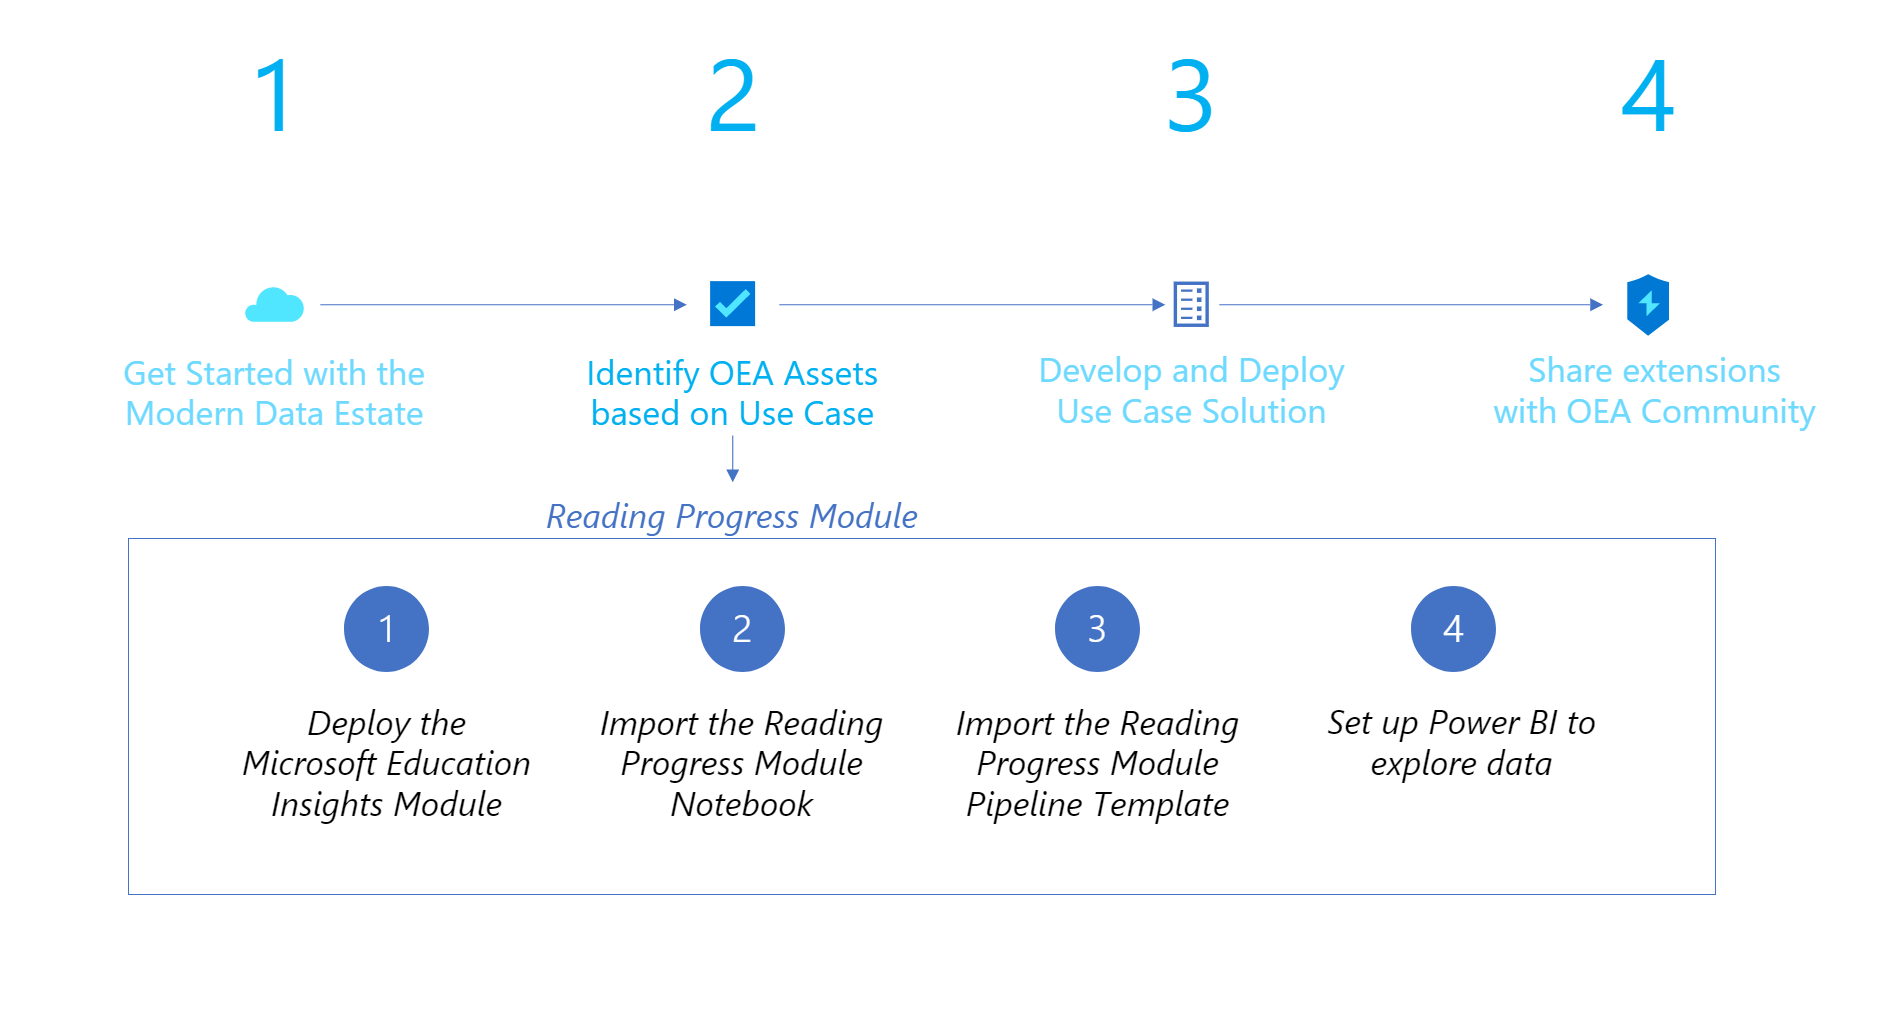 1
2
3
4
Get Started with the
Modern Data Estate
Identify OEA Assets
based on Use Case
Develop and Deploy
Use Case Solution
Share extensions
with OEA Community
Reading Progress Module
1
Deploy the
Microsoft Education
Insights Module
2
Import the Reading
Progress Module
Notebook
3
Import the Reading
Progress Module
Pipeline Template
4
Set up Power BI to
explore data